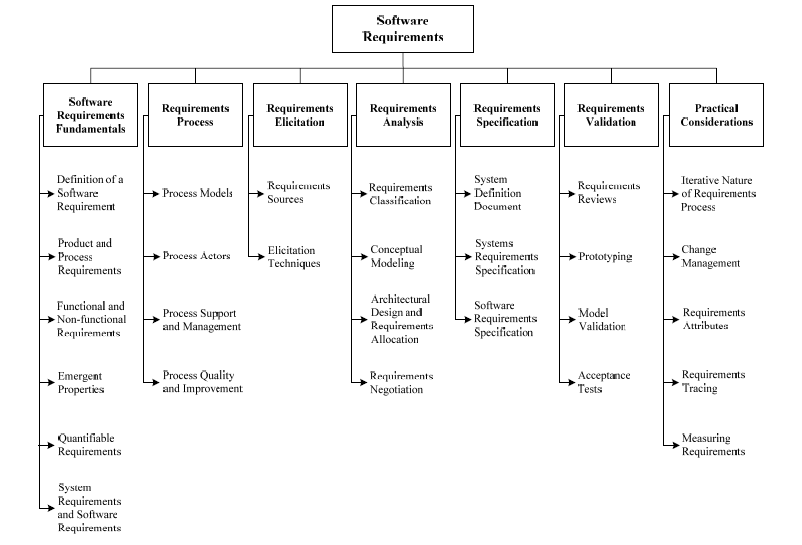 Software
Requirements
Software
Requirements
Fundamentals
Requirements
Process
Requirements
Elicitation
Requirements
Analysis
Requirements
Specification
Requirements
Validation
Practical
Considerations
Definition of a
Software
Requirement
Product and
Process
Requirements
Functional and
Non-functional
Requirements
Emergent
Properties
Quantifiable
Requirements
System
Requirements
and Software
Requirements
Process Models
Process Actors
Process Support
and Management
Process Quality
and Improvement
Requirements
Sources
Elicitation
Techniques
Requirements
Classification
Conceptual
Modeling
Architectural
Design and
Requirements
Allocation
Requirements
Negotiation
System
Definition
Document
Systems
Requirements
Specification
Software
Requirements
Specification
Requirements
Reviews
Prototyping
Model
Validation
Acceptance
Tests
Iterative Nature
of Requirements
Process
Change
Management
Requirements
Attributes
Requirements
Tracing
Measuring
Requirements